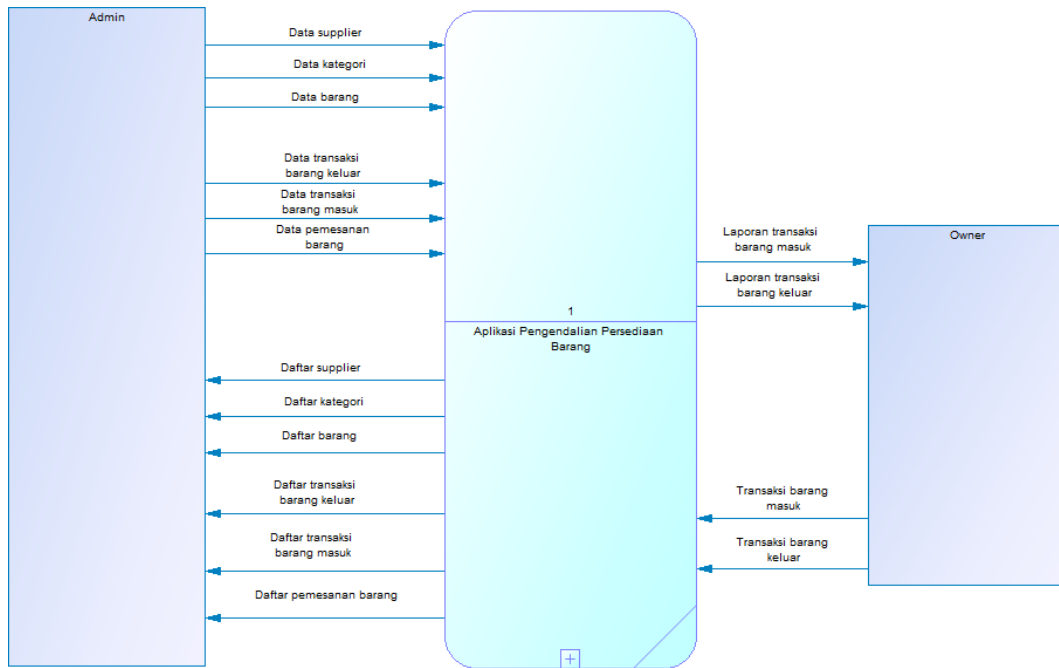 Admin
Data supplier
Data kategori
Data barang
Data transaksi
barang keluar
Data transaksi
barang masuk
Data pemesanan
barang
Daftar supplier
Daftar kategori
Daftar barang
Daftar transaksi
barang keluar
Daftar transaksi
barang masuk
Daftar pemesanan barang
1
Aplikasi Pengendalian Persediaan
Barang
Laporan transaksi
barang masuk
Laporan transaksi
barang keluar
Transaksi barang
masuk
Transaksi barang
keluar
Owner